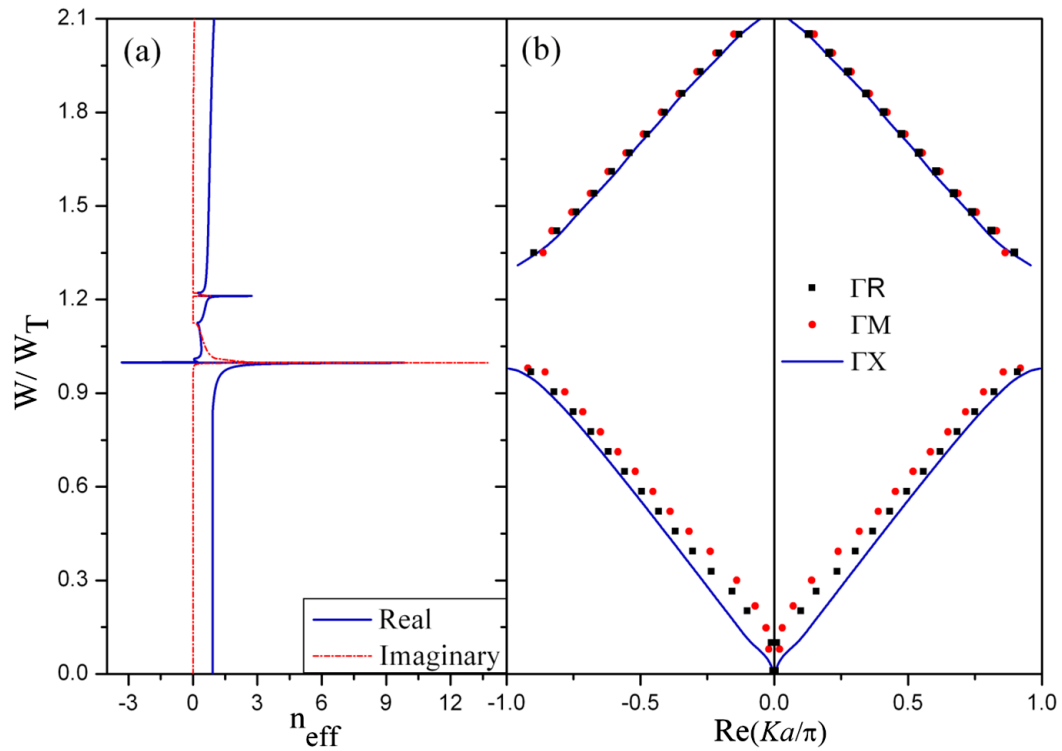 (a)
(b)
W/ W_T
2.1
1.8
1.5
1.2
0.9
0.6
0.3
0.0
ΓR
ΓM
ΓX
Real
Imaginary
-3 0 3 6 9 12 -1.0 -0.5 0.0 0.5 1.0
n_eff
Re(Ka/π)